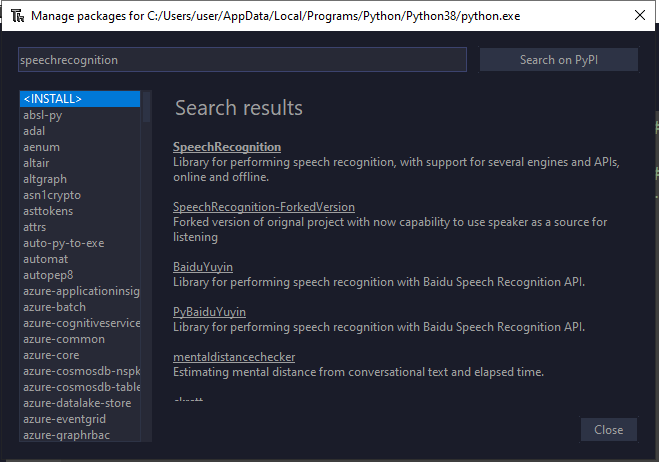 Manage packages for C:/Users/user/AppData/Local/Programs/Python/Python38/python.exe
speechrecognition
Search on PyPI
<INSTALL>
absl-py
adal
aenum
altair
altgraph
asn1crypto
asttokens
attrs
auto-py-to-exe
automat
autopep8
azure-applicationinsig
azure-batch
azure-cognitiveservice
azure-common
azure-core
azure-cosmosdb-nspk
azure-cosmosdb-table
azure-datalake-store
azure-eventgrid
azure-graphrbac
Search results
SpeechRecognition
Library for performing speech recognition, with support for several engines and APIs,
online and offline.
SpeechRecognition-ForkedVersion
Forked version of orignal project with now capability to use speaker as a source for
listening
BaiduYuyin
Library for performing speech recognition with Baidu Speech Recognition API.
PyBaiduYuyin
Library for performing speech recognition with Baidu Speech Recognition API.
mentaldistancechecker
Estimating mental distance from conversational text and elapsed time.
Close